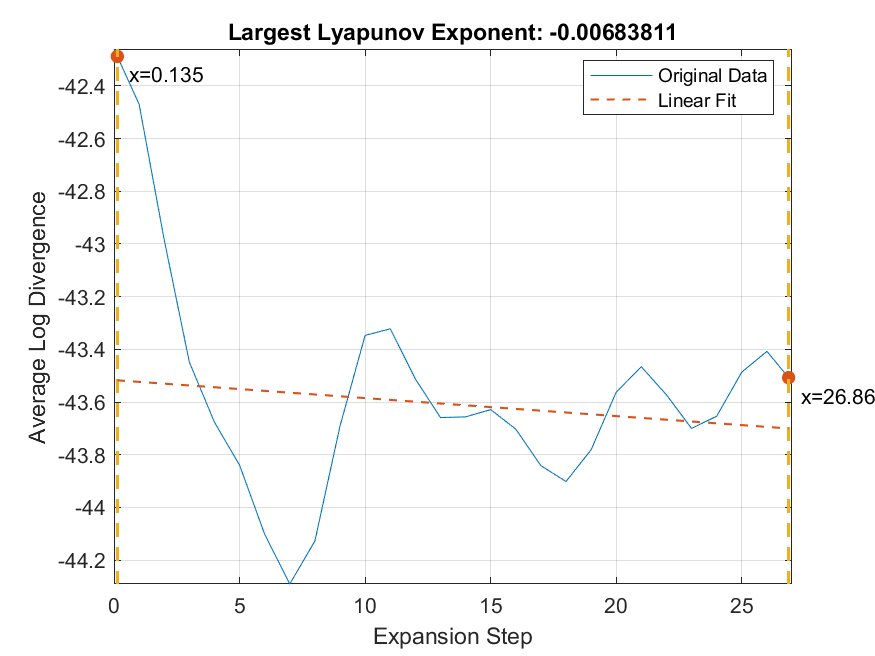 Largest Lyapunov Exponent: -0.00683811
x=0.135
Original Data
Linear Fit
-42.4
-42.6
-42.8
-43
-43.2
-43.4
-43.6
-43.8
-44
-44.2
Average Log Divergence
x=26.86
0 5 10 15 20 25
Expansion Step